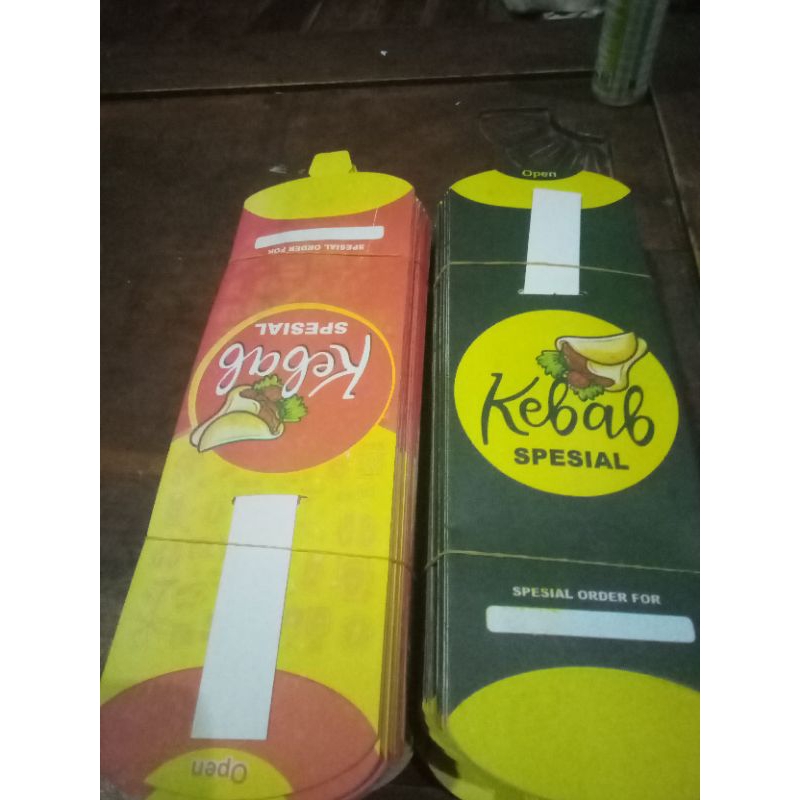 SPESIAL ORDER FOR
Kebab
SPESIAL
Open
Open
Kebab
SPESIAL
SPESIAL ORDER FOR